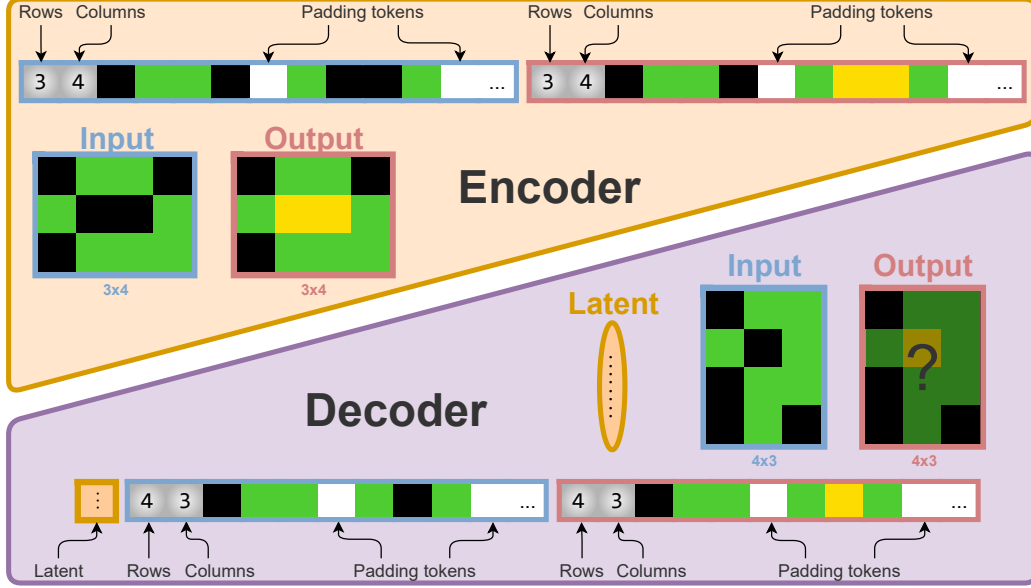 Rows Columns Padding tokens Rows Columns Padding tokens
3 4 ... 3 4 ...
Input Output
Encoder
3x4 3x4
Input Output
Latent
?
Decoder
4x3 4x3
4 3 ... 4 3 ...
Latent Rows Columns Padding tokens Rows Columns Padding tokens